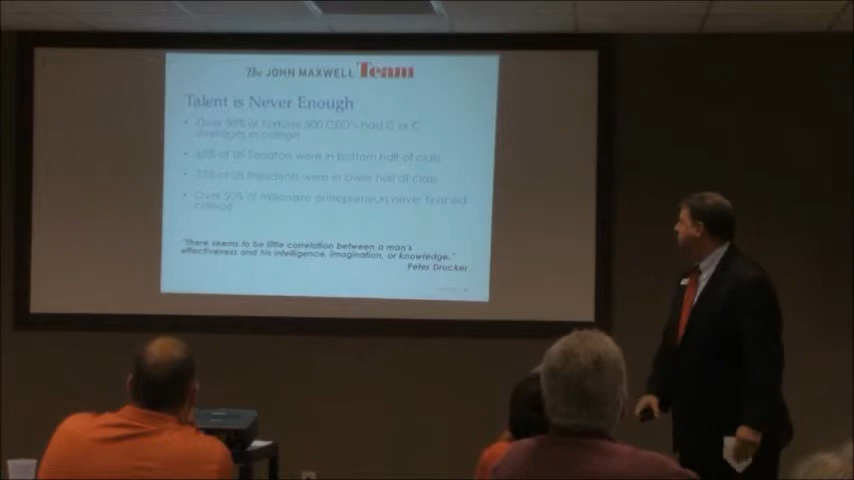 The JOHN MAXWELL Team
Talent is Never Enough
• Over 50% of Fortune 500 CEO's had C or C-
averages in college
• 65% of US Senators were in bottom half of class
• 75% of US Presidents were in lower half of class
• Over 50% of millionaire entrepreneurs never finished
college
"There seems to be little correlation between a man's
effectiveness and his intelligence, imagination, or knowledge."
Peter Drucker